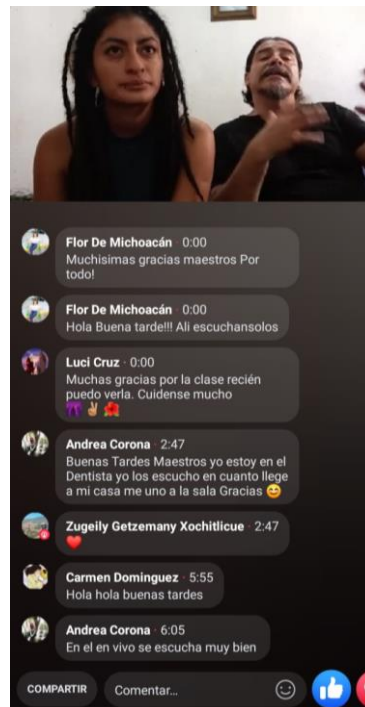 Flor De Michoacán · 0:00
Muchisimas gracias maestros Por
todo!
Flor De Michoacán · 0:00
Hola Buena tarde!!! Ali escuchansolos
Luci Cruz · 0:00
Muchas gracias por la clase recién
puedo verla. Cuidense mucho
👖✌🏽🌺
Andrea Corona · 2:47
Buenas Tardes Maestros yo estoy en el
Dentista yo los escucho en cuanto llege
a mi casa me uno a la sala Gracias 😊
Zugeily Getzemany Xochitlicue · 2:47
❤️
Carmen Dominguez · 5:55
Hola hola buenas tardes
Andrea Corona · 6:05
En el en vivo se escucha muy bien
COMPARTIR
Comentar...